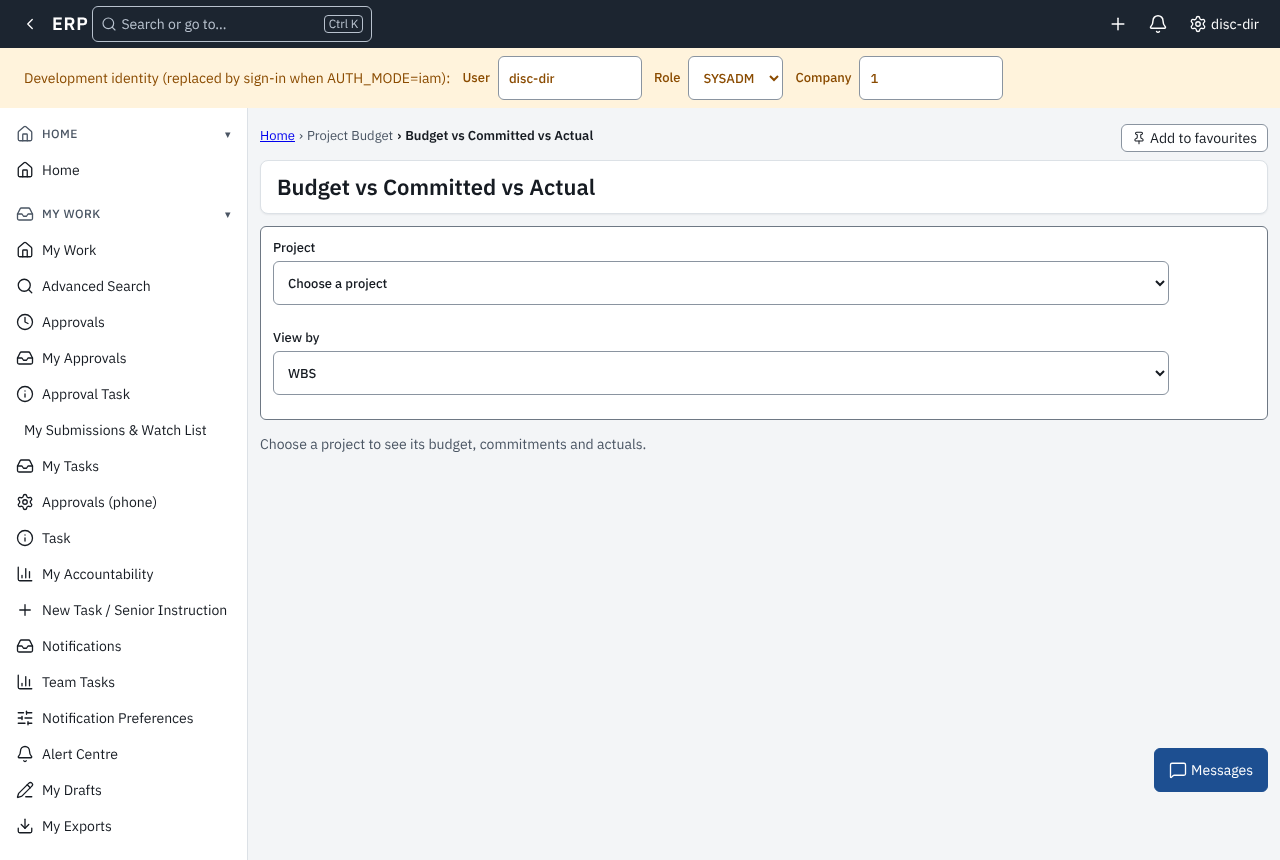 ERP
Search or go to...
Ctrl K
disc-dir
Development identity (replaced by sign-in when AUTH_MODE=iam):
User
disc-dir
Role
SYSADM
Company
1
HOME
Home
MY WORK
My Work
Advanced Search
Approvals
My Approvals
Approval Task
My Submissions & Watch List
My Tasks
Approvals (phone)
Task
My Accountability
New Task / Senior Instruction
Notifications
Team Tasks
Notification Preferences
Alert Centre
My Drafts
My Exports
Home › Project Budget › Budget vs Committed vs Actual
Add to favourites
Budget vs Committed vs Actual
Project
Choose a project
View by
WBS
Choose a project to see its budget, commitments and actuals.
Messages